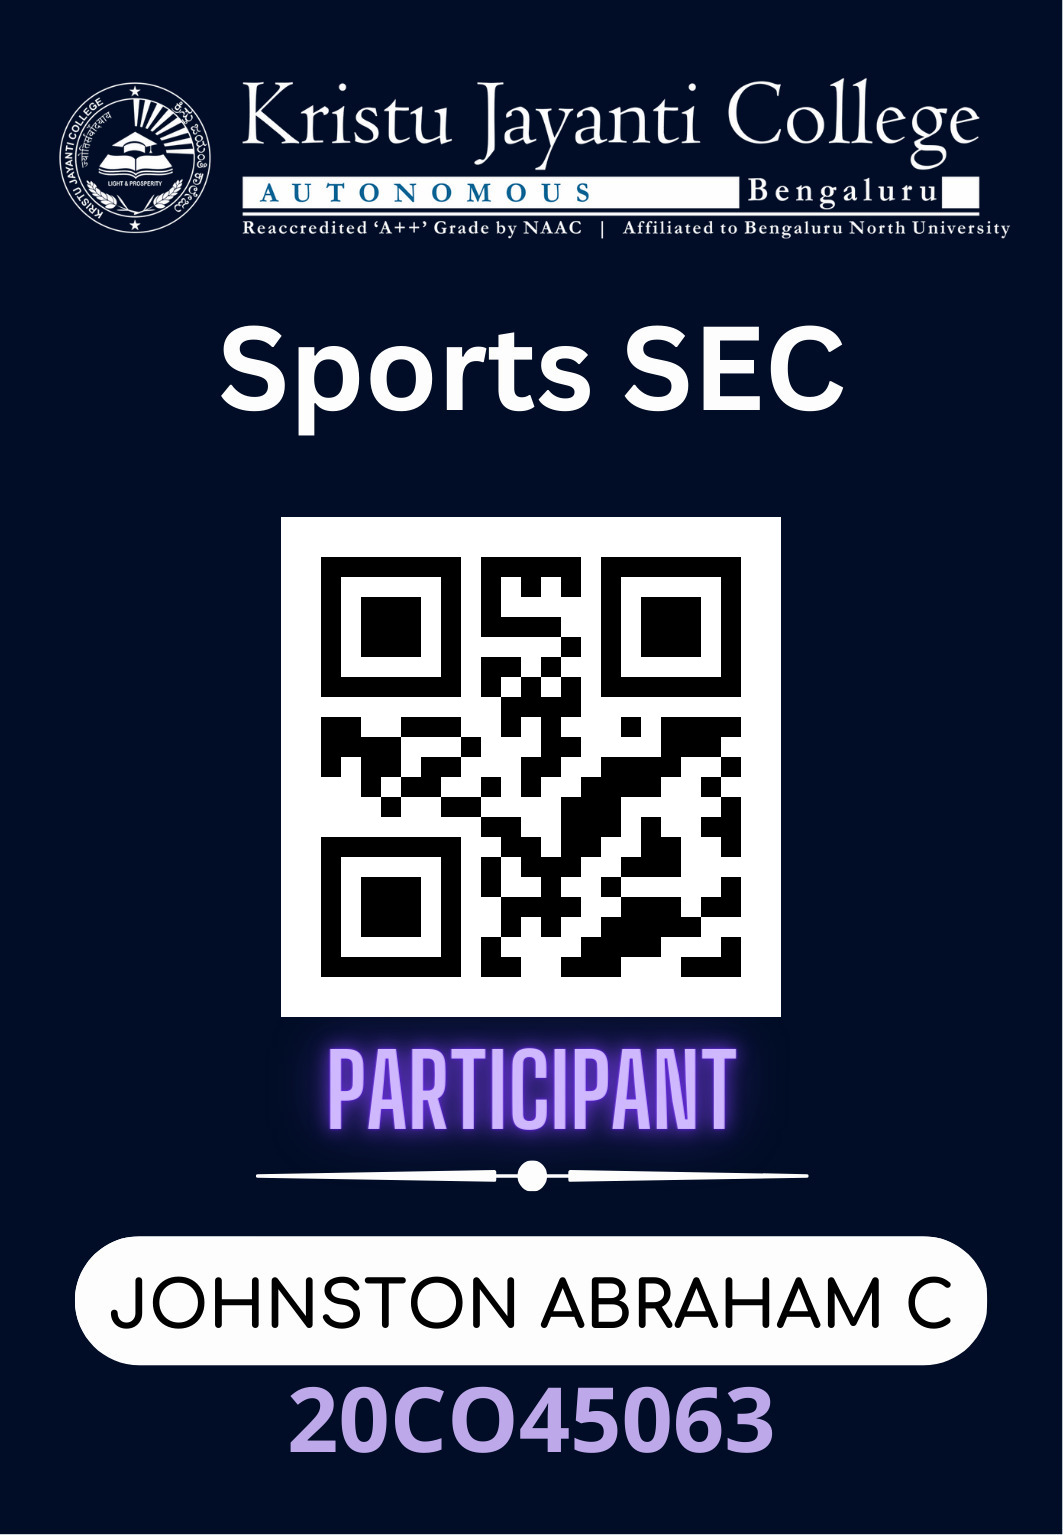 Kristu Jayanti College
AUTONOMOUS Bengaluru
Reaccredited ‘A++’ Grade by NAAC | Affiliated to Bengaluru North University
KRISTU JAYANTI COLLEGE
LIGHT & PROSPERITY
Sports SEC
PARTICIPANT
JOHNSTON ABRAHAM C
20CO45063